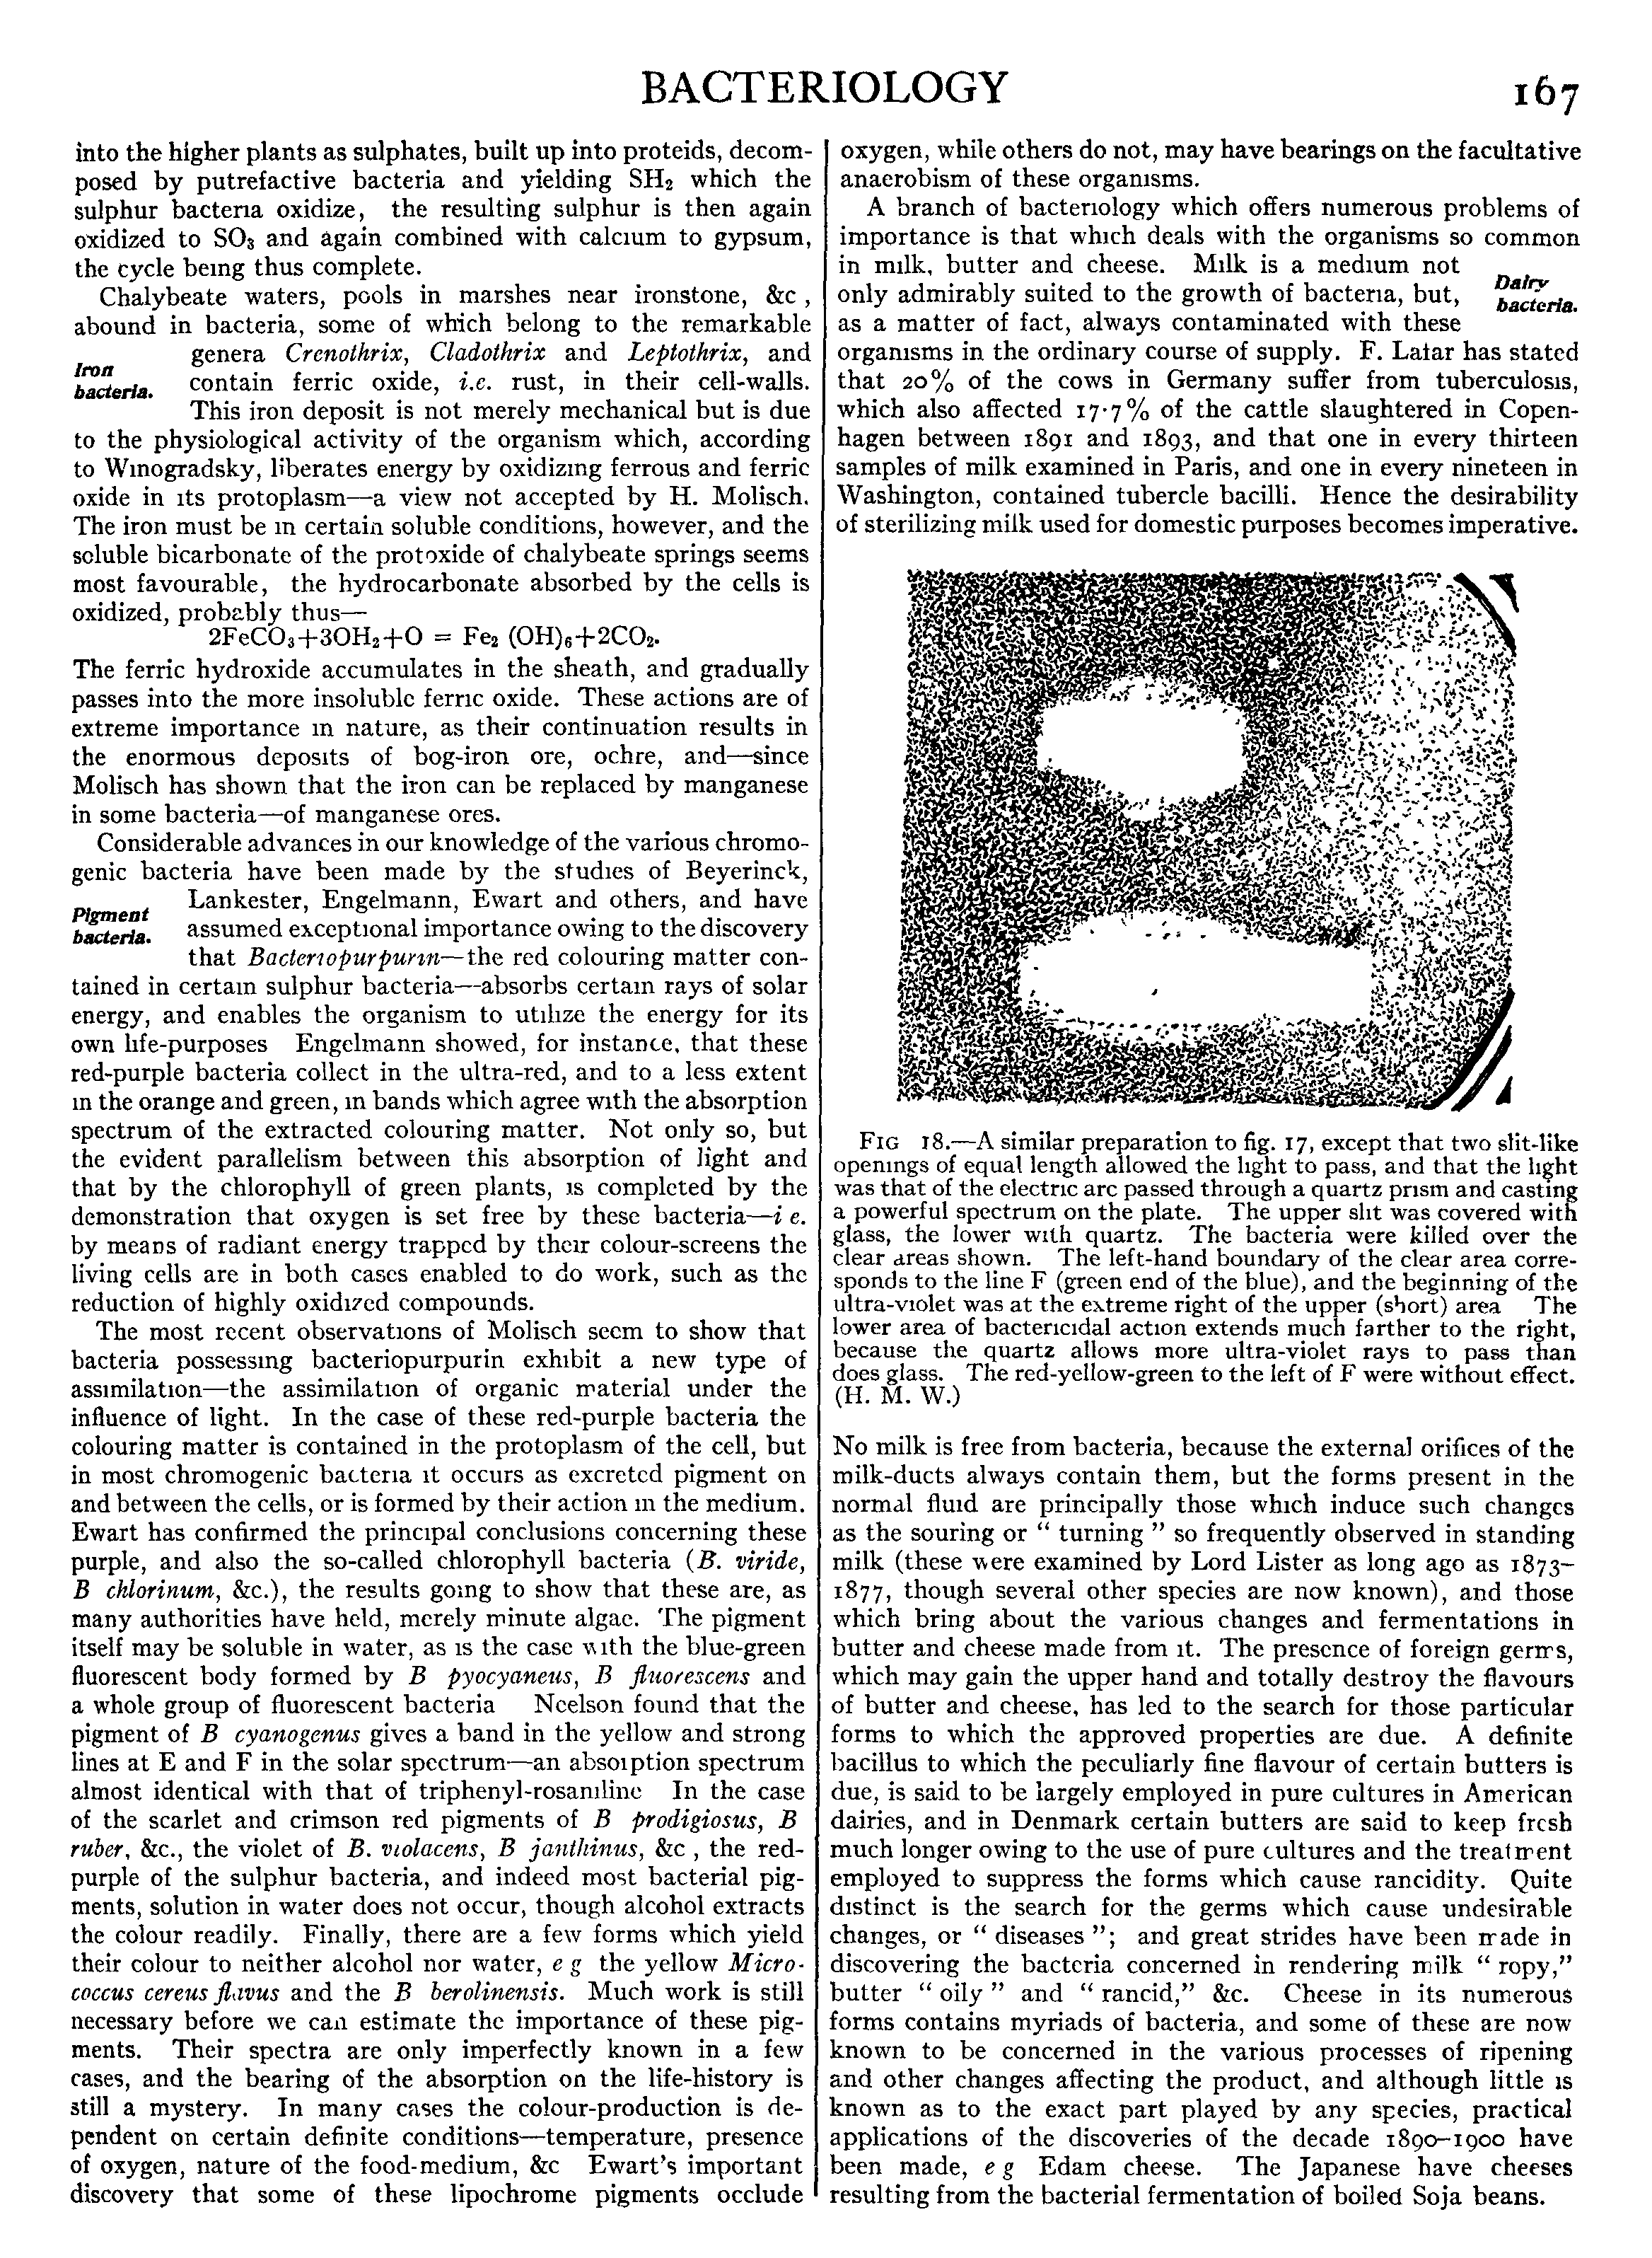 BACTERIOLOGY
167
into the higher plants as sulphates, built up into proteids, decom-
posed by putrefactive bacteria and yielding SH₂ which the
sulphur bacteria oxidize, the resulting sulphur is then again
oxidized to SO₃ and again combined with calcium to gypsum,
the cycle being thus complete.
Chalybeate waters, pools in marshes near ironstone, &c ,
abound in bacteria, some of which belong to the remarkable
Iron
bacteria.
genera Crenothrix, Cladothrix and Leptothrix, and
contain ferric oxide, i.e. rust, in their cell-walls.
This iron deposit is not merely mechanical but is due
to the physiological activity of the organism which, according
to Winogradsky, liberates energy by oxidizing ferrous and ferric
oxide in its protoplasm—a view not accepted by H. Molisch.
The iron must be in certain soluble conditions, however, and the
soluble bicarbonate of the protoxide of chalybeate springs seems
most favourable, the hydrocarbonate absorbed by the cells is
oxidized, probably thus—
2FeCO₃+3OH₂+O = Fe₂ (OH)₆+2CO₂.
The ferric hydroxide accumulates in the sheath, and gradually
passes into the more insoluble ferric oxide. These actions are of
extreme importance in nature, as their continuation results in
the enormous deposits of bog-iron ore, ochre, and—since
Molisch has shown that the iron can be replaced by manganese
in some bacteria—of manganese ores.
Considerable advances in our knowledge of the various chromo-
genic bacteria have been made by the studies of Beyerinck,
Pigment
bacteria.
Lankester, Engelmann, Ewart and others, and have
assumed exceptional importance owing to the discovery
that Bacteriopurpurin—the red colouring matter con-
tained in certain sulphur bacteria—absorbs certain rays of solar
energy, and enables the organism to utilize the energy for its
own life-purposes Engelmann showed, for instance, that these
red-purple bacteria collect in the ultra-red, and to a less extent
in the orange and green, in bands which agree with the absorption
spectrum of the extracted colouring matter. Not only so, but
the evident parallelism between this absorption of light and
that by the chlorophyll of green plants, is completed by the
demonstration that oxygen is set free by these bacteria—i e.
by means of radiant energy trapped by their colour-screens the
living cells are in both cases enabled to do work, such as the
reduction of highly oxidized compounds.
The most recent observations of Molisch seem to show that
bacteria possessing bacteriopurpurin exhibit a new type of
assimilation—the assimilation of organic material under the
influence of light. In the case of these red-purple bacteria the
colouring matter is contained in the protoplasm of the cell, but
in most chromogenic bacteria it occurs as excreted pigment on
and between the cells, or is formed by their action in the medium.
Ewart has confirmed the principal conclusions concerning these
purple, and also the so-called chlorophyll bacteria (B. viride,
B chlorinum, &c.), the results going to show that these are, as
many authorities have held, merely minute algae. The pigment
itself may be soluble in water, as is the case with the blue-green
fluorescent body formed by B pyocyaneus, B fluorescens and
a whole group of fluorescent bacteria Neelson found that the
pigment of B cyanogenus gives a band in the yellow and strong
lines at E and F in the solar spectrum—an absorption spectrum
almost identical with that of triphenyl-rosaniline In the case
of the scarlet and crimson red pigments of B prodigiosus, B
ruber, &c., the violet of B. violacens, B janthinus, &c , the red-
purple of the sulphur bacteria, and indeed most bacterial pig-
ments, solution in water does not occur, though alcohol extracts
the colour readily. Finally, there are a few forms which yield
their colour to neither alcohol nor water, e g the yellow Micro-
coccus cereus flavus and the B berolinensis. Much work is still
necessary before we can estimate the importance of these pig-
ments. Their spectra are only imperfectly known in a few
cases, and the bearing of the absorption on the life-history is
still a mystery. In many cases the colour-production is de-
pendent on certain definite conditions—temperature, presence
of oxygen, nature of the food-medium, &c Ewart's important
discovery that some of these lipochrome pigments occlude
oxygen, while others do not, may have bearings on the facultative
anaerobism of these organisms.
A branch of bacteriology which offers numerous problems of
importance is that which deals with the organisms so common
in milk, butter and cheese. Milk is a medium not
Dairy
bacteria.
only admirably suited to the growth of bacteria, but,
as a matter of fact, always contaminated with these
organisms in the ordinary course of supply. F. Lafar has stated
that 20% of the cows in Germany suffer from tuberculosis,
which also affected 17·7% of the cattle slaughtered in Copen-
hagen between 1891 and 1893, and that one in every thirteen
samples of milk examined in Paris, and one in every nineteen in
Washington, contained tubercle bacilli. Hence the desirability
of sterilizing milk used for domestic purposes becomes imperative.
FIG 18.—A similar preparation to fig. 17, except that two slit-like
openings of equal length allowed the light to pass, and that the light
was that of the electric arc passed through a quartz prism and casting
a powerful spectrum on the plate. The upper slit was covered with
glass, the lower with quartz. The bacteria were killed over the
clear areas shown. The left-hand boundary of the clear area corre-
sponds to the line F (green end of the blue), and the beginning of the
ultra-violet was at the extreme right of the upper (short) area The
lower area of bactericidal action extends much farther to the right,
because the quartz allows more ultra-violet rays to pass than
does glass. The red-yellow-green to the left of F were without effect.
(H. M. W.)
No milk is free from bacteria, because the external orifices of the
milk-ducts always contain them, but the forms present in the
normal fluid are principally those which induce such changes
as the souring or " turning " so frequently observed in standing
milk (these were examined by Lord Lister as long ago as 1873–
1877, though several other species are now known), and those
which bring about the various changes and fermentations in
butter and cheese made from it. The presence of foreign germs,
which may gain the upper hand and totally destroy the flavours
of butter and cheese, has led to the search for those particular
forms to which the approved properties are due. A definite
bacillus to which the peculiarly fine flavour of certain butters is
due, is said to be largely employed in pure cultures in American
dairies, and in Denmark certain butters are said to keep fresh
much longer owing to the use of pure cultures and the treatment
employed to suppress the forms which cause rancidity. Quite
distinct is the search for the germs which cause undesirable
changes, or " diseases "; and great strides have been made in
discovering the bacteria concerned in rendering milk " ropy,"
butter " oily " and " rancid," &c. Cheese in its numerous
forms contains myriads of bacteria, and some of these are now
known to be concerned in the various processes of ripening
and other changes affecting the product, and although little is
known as to the exact part played by any species, practical
applications of the discoveries of the decade 1890–1900 have
been made, e g Edam cheese. The Japanese have cheeses
resulting from the bacterial fermentation of boiled Soja beans.